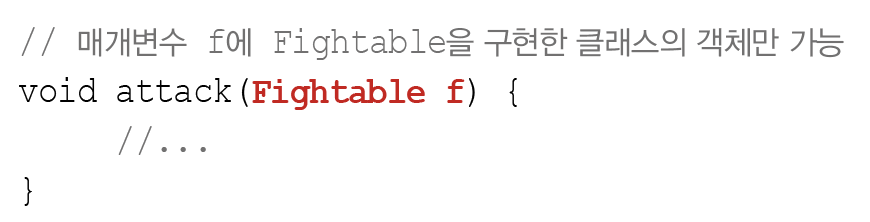 // 매개변수 f에 Fightable을 구현한 클래스의 객체만 가능
void attack(Fightable f) {
//...
}